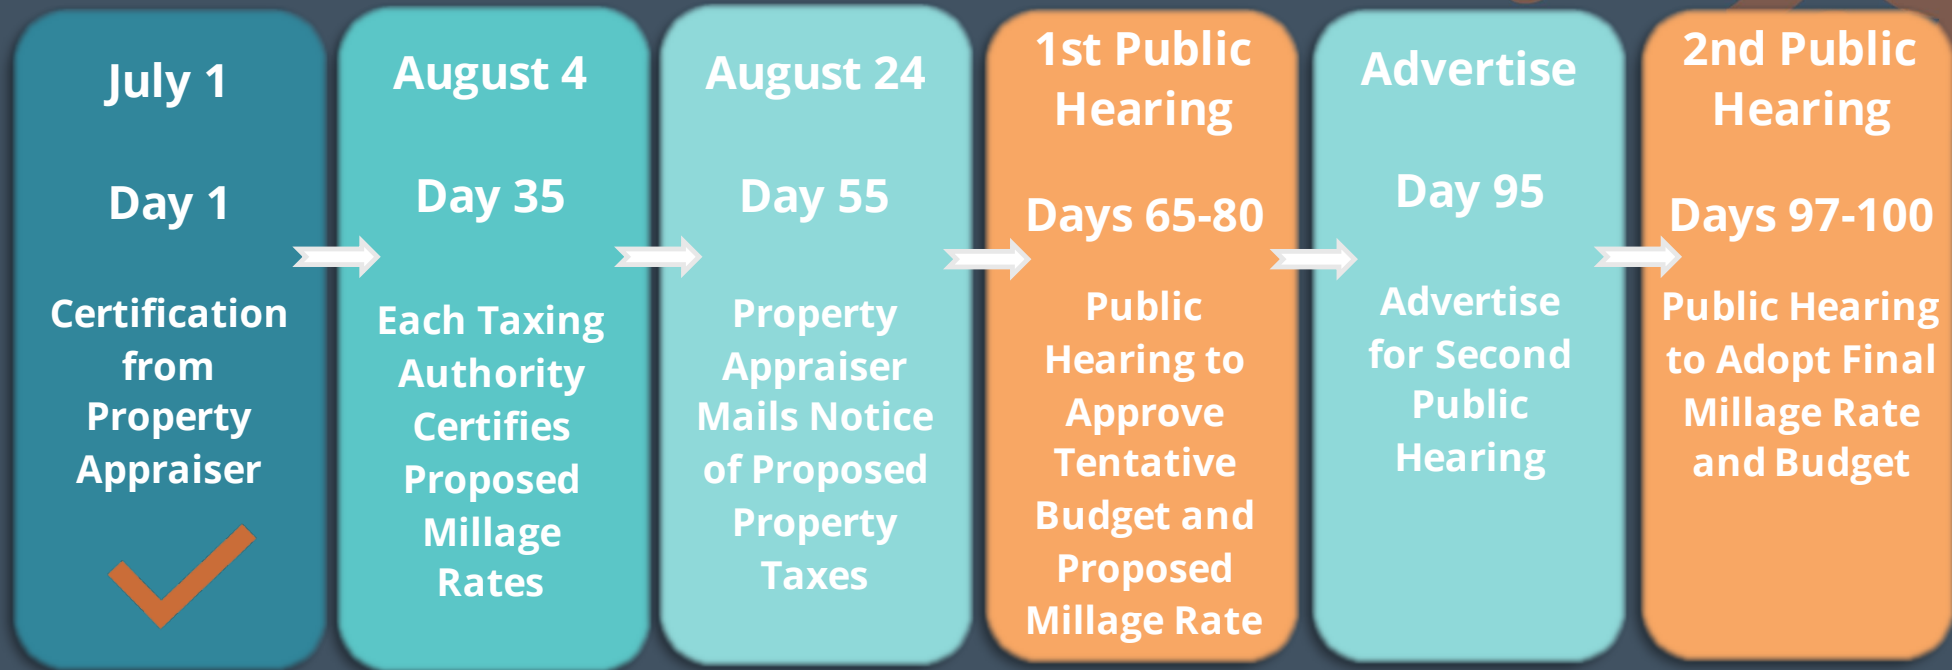 July 1
Day 1
Certification
from
Property
Appraiser
August 4
Day 35
Each Taxing
Authority
Certifies
Proposed
Millage
Rates
August 24
Day 55
Property
Appraiser
Mails Notice
of Proposed
Property
Taxes
1st Public
Hearing
Days 65-80
Public
Hearing to
Approve
Tentative
Budget and
Proposed
Millage Rate
Advertise
Day 95
Advertise
for Second
Public
Hearing
2nd Public
Hearing
Days 97-100
Public Hearing
to Adopt Final
Millage Rate
and Budget